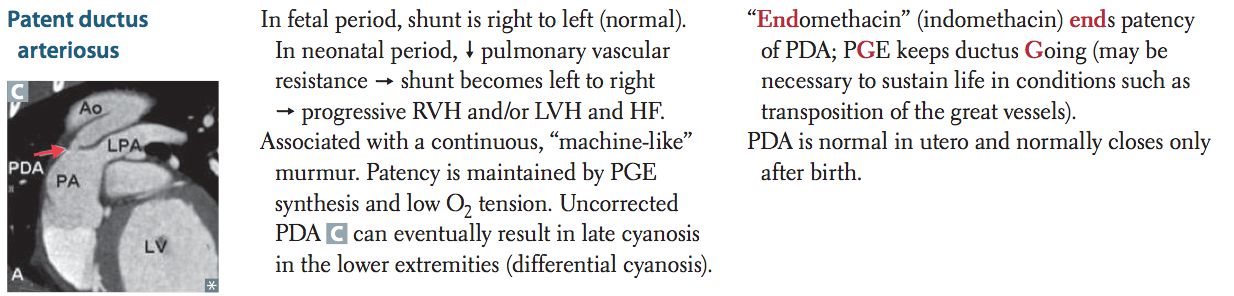 Patent ductus
arteriosus
C
Ao
LPA
PDA
PA
LV
A
*
In fetal period, shunt is right to left (normal).
In neonatal period, ↓ pulmonary vascular
resistance → shunt becomes left to right
→ progressive RVH and/or LVH and HF.
Associated with a continuous, “machine-like”
murmur. Patency is maintained by PGE
synthesis and low O₂ tension. Uncorrected
PDA C can eventually result in late cyanosis
in the lower extremities (differential cyanosis).
“Endomethacin” (indomethacin) ends patency
of PDA; PGE keeps ductus Going (may be
necessary to sustain life in conditions such as
transposition of the great vessels).
PDA is normal in utero and normally closes only
after birth.